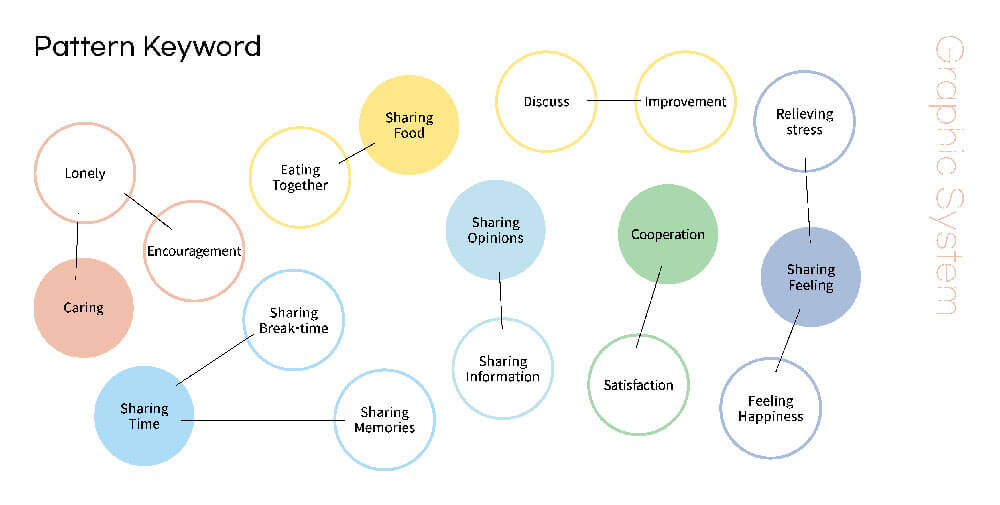 Pattern Keyword
Graphic System
Lonely
Encouragement
Caring
Eating
Together
Sharing
Food
Discuss
Improvement
Relieving
stress
Sharing
Opinions
Cooperation
Sharing
Feeling
Sharing
Break-time
Sharing
Time
Sharing
Memories
Sharing
Information
Satisfaction
Feeling
Happiness